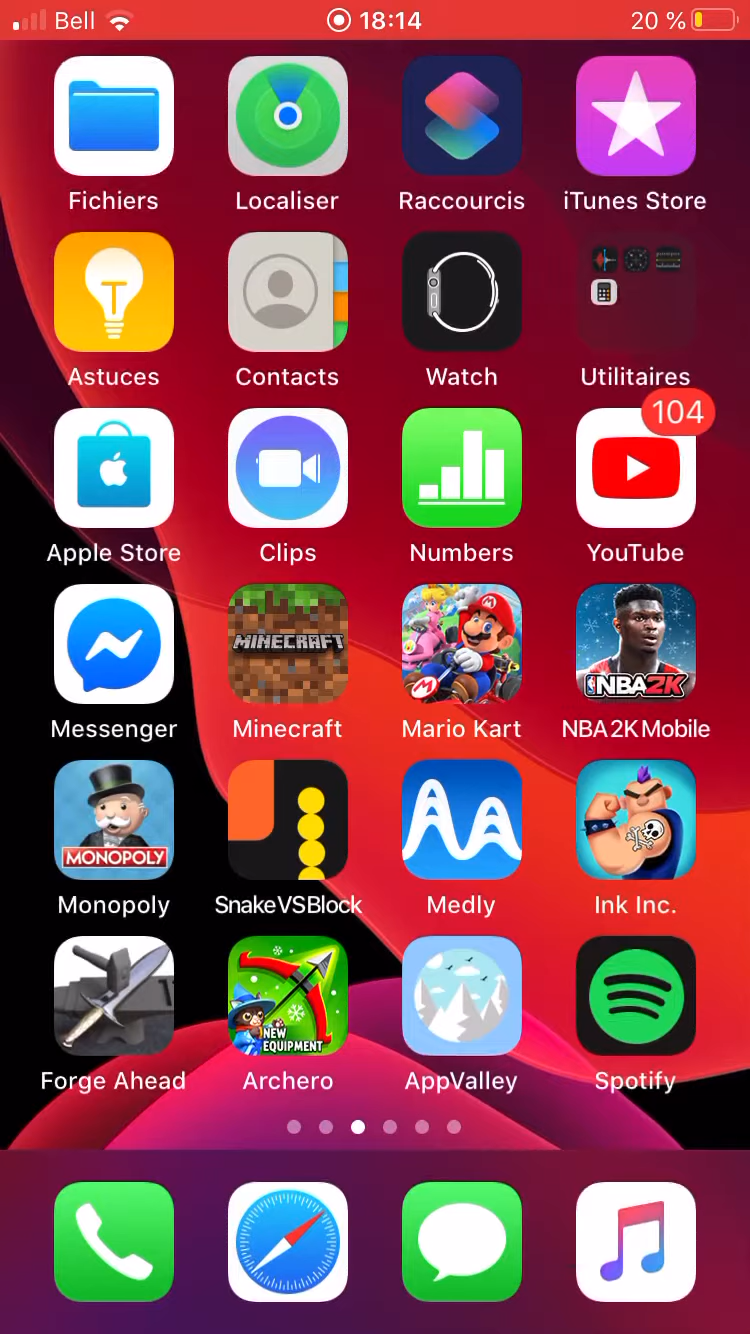 Bell 18:14 20 %
Fichiers Localiser Raccourcis iTunes Store
Astuces Contacts Watch Utilitaires
104
Apple Store Clips Numbers YouTube
MINECRAFT
M
M
NBA2K
Messenger Minecraft Mario Kart NBA2KMobile
MONOPOLY
Monopoly SnakeVSBlock Medly Ink Inc.
NEW
EQUIPMENT
Forge Ahead Archero AppValley Spotify